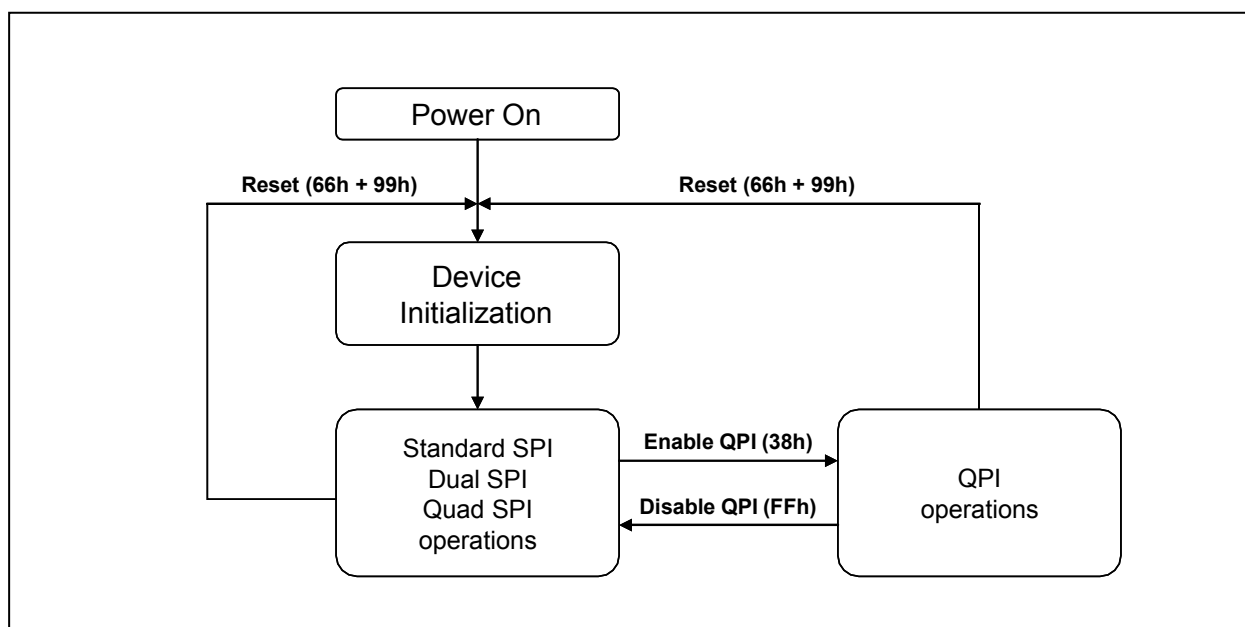 Power On
Reset (66h + 99h)
Reset (66h + 99h)
Device
Initialization
Standard SPI
Dual SPI
Quad SPI
operations
Enable QPI (38h)
Disable QPI (FFh)
QPI
operations